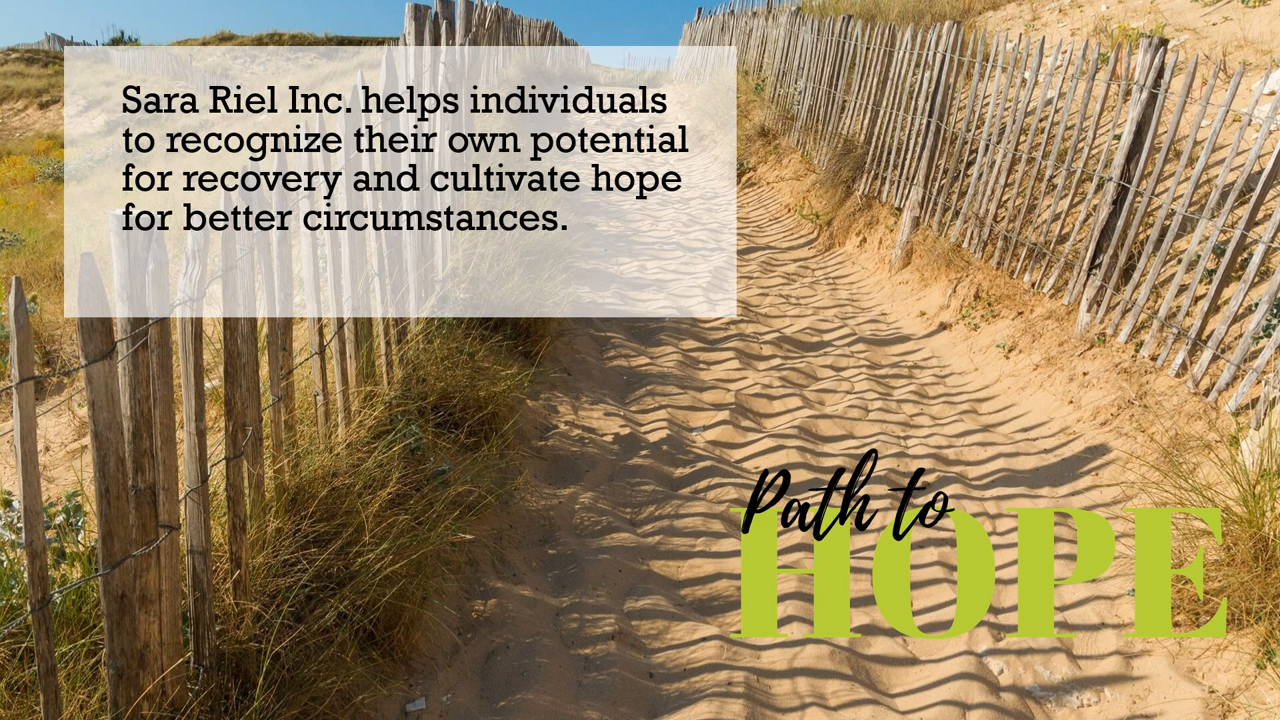 Sara Riel Inc. helps individuals
to recognize their own potential
for recovery and cultivate hope
for better circumstances.
Path to
HOPE